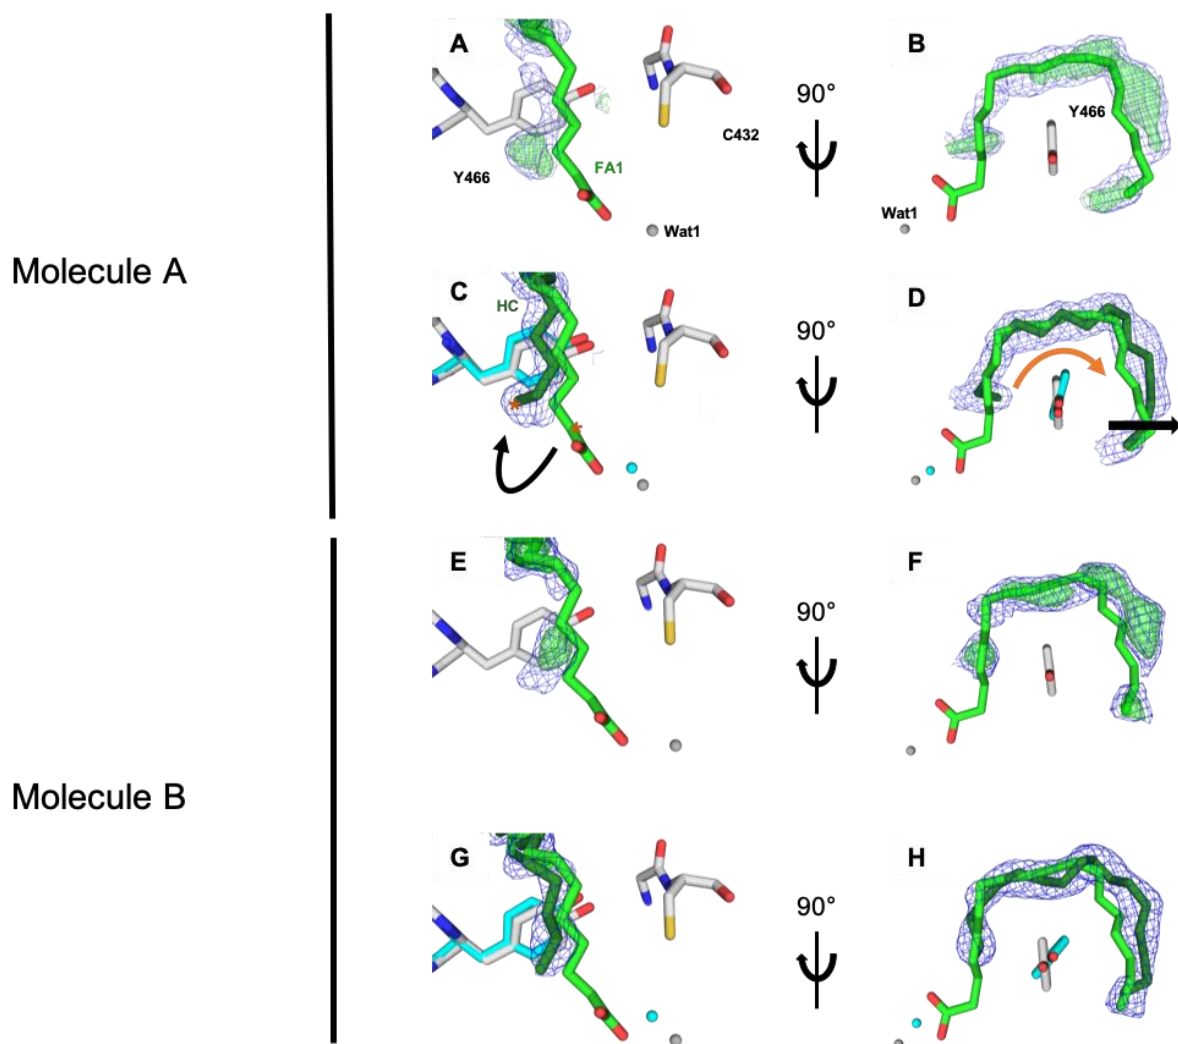 A
B
90°
Y466
C432
Y466
FA1
Wat1
Wat1
Molecule A
C
HC
90°
D
E
90°
F
Molecule B
G
90°
H